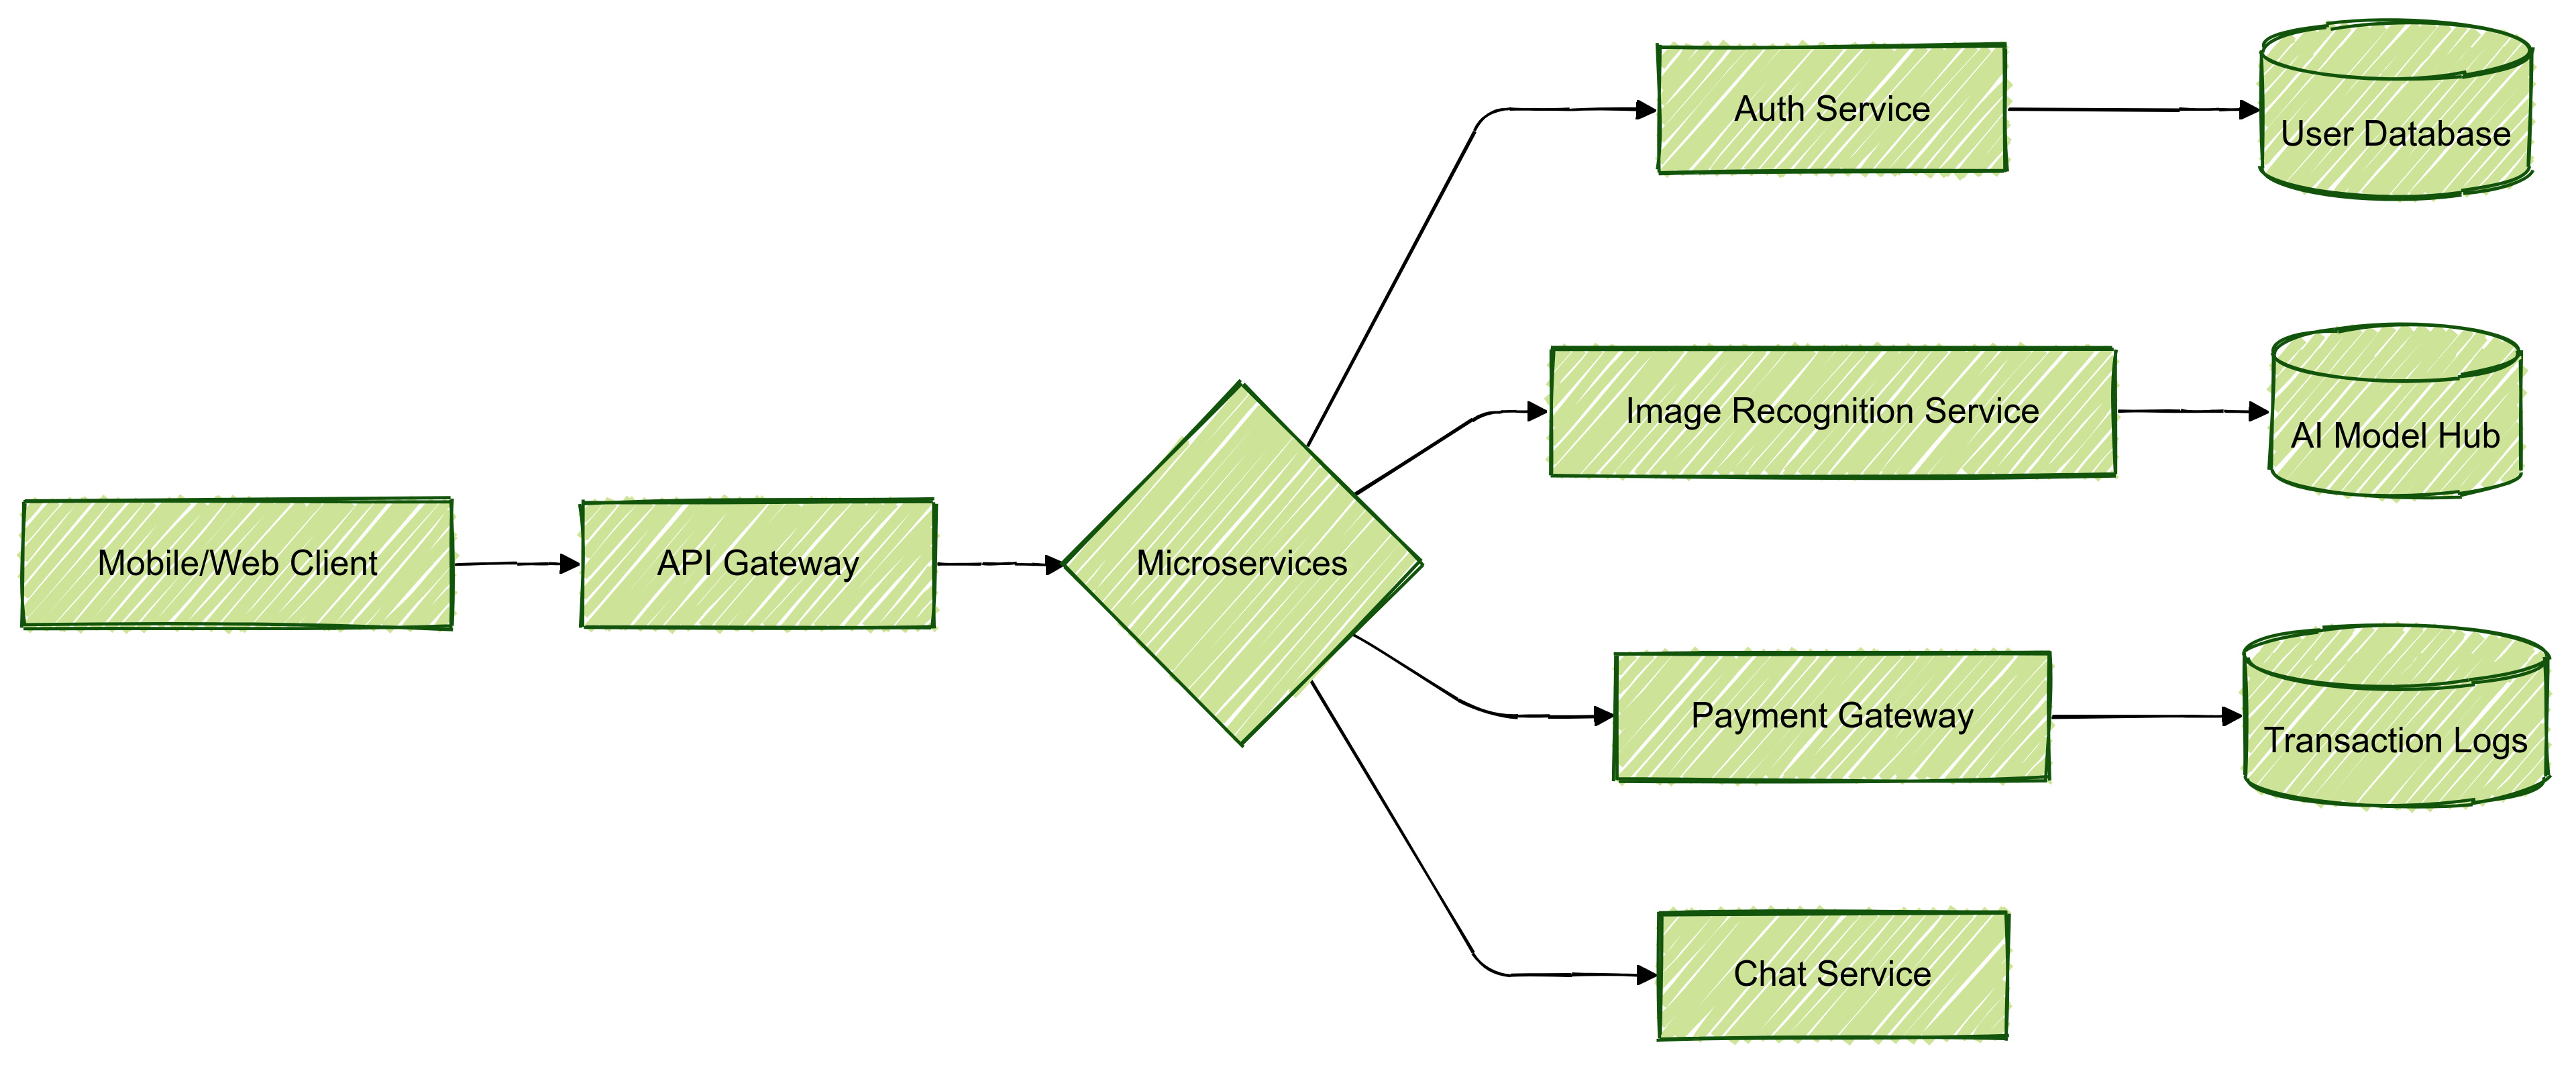 Mobile/Web Client
API Gateway
Microservices
Auth Service
User Database
Image Recognition Service
AI Model Hub
Payment Gateway
Transaction Logs
Chat Service